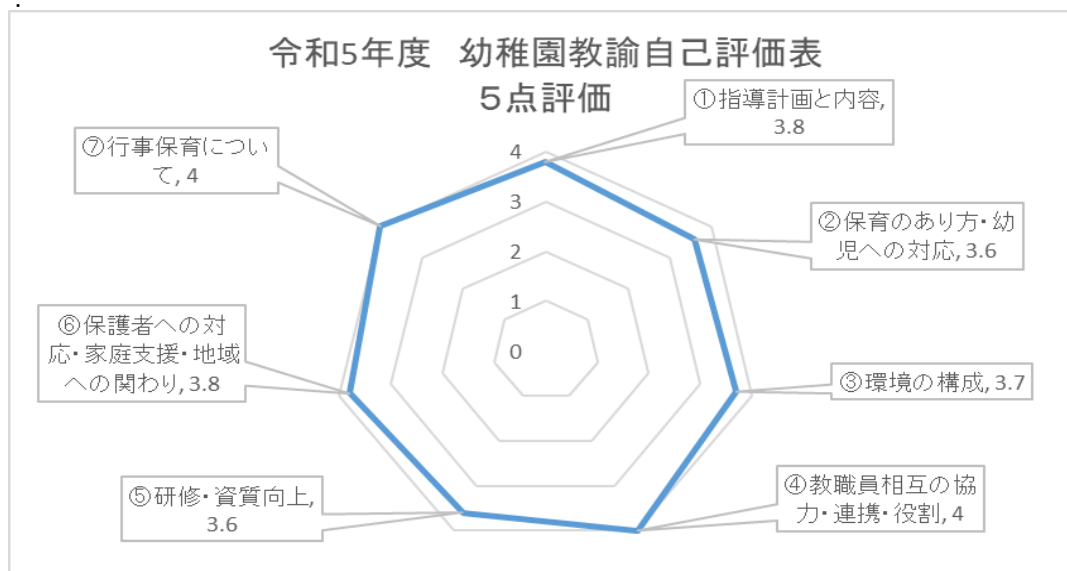 令和5年度 幼稚園教諭自己評価表
５点評価
①指導計画と内容,
3.8
②保育のあり方・幼
児への対応, 3.6
③環境の構成, 3.7
④教職員相互の協
力・連携・役割, 4
⑤研修・資質向上,
3.6
⑥保護者への対
応・家庭支援・地域
への関わり, 3.8
⑦行事保育につい
て, 4
4
3
2
1
0